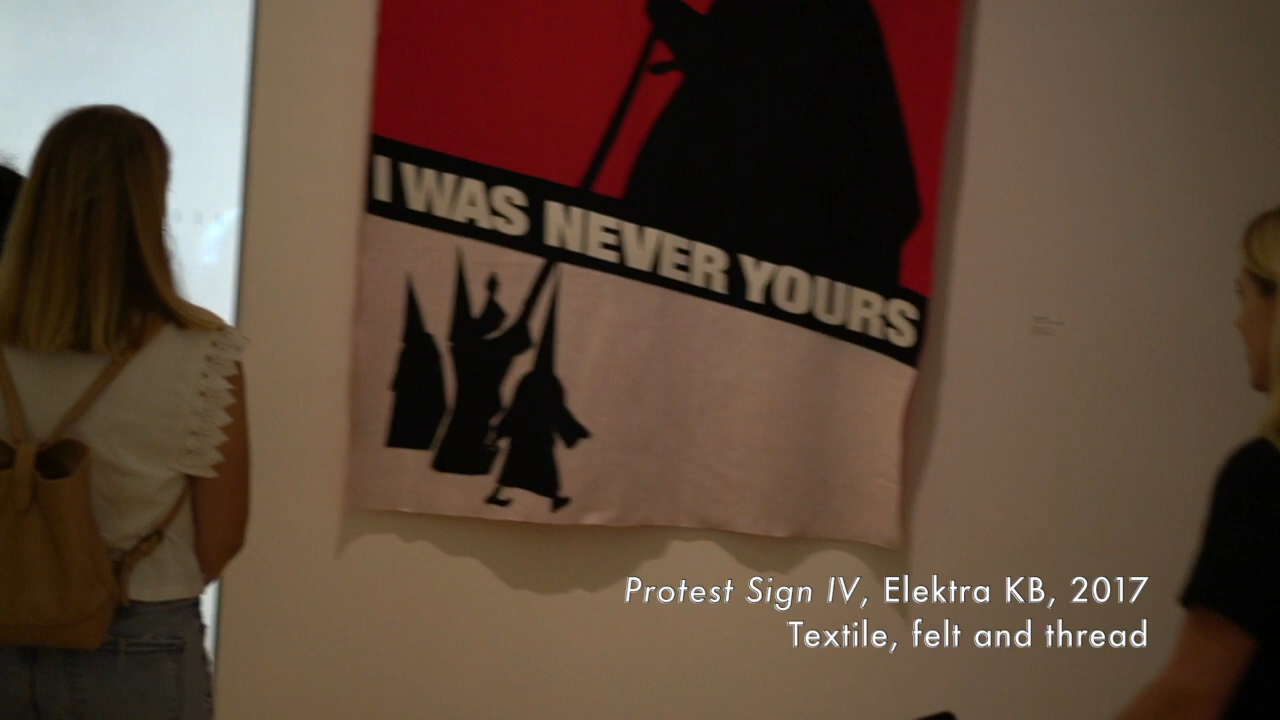 I WAS NEVER YOURS
Protest Sign IV, Elektra KB, 2017
Textile, felt and thread